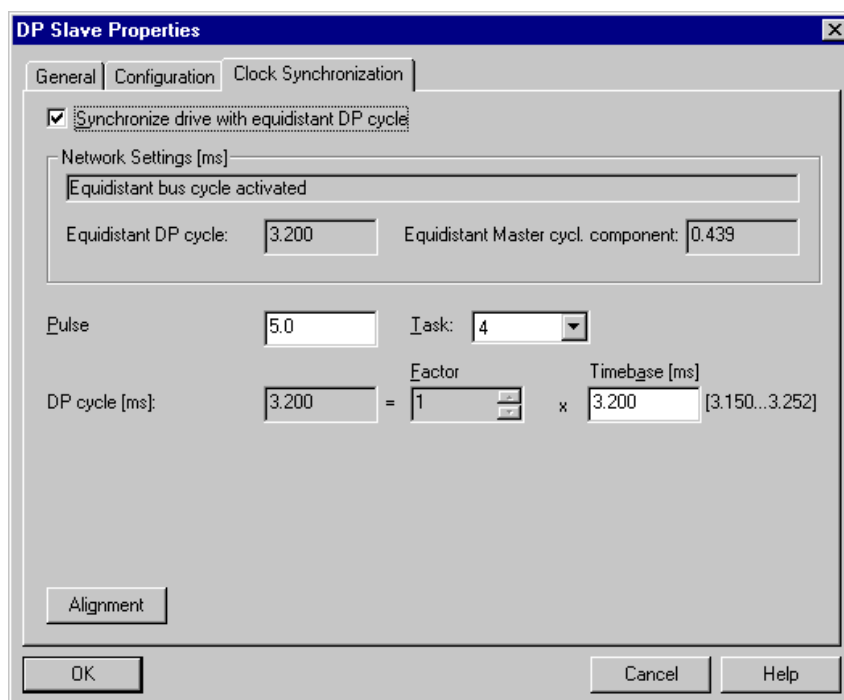 DP Slave Properties
General Configuration Clock Synchronization
Synchronize drive with equidistant DP cycle
Network Settings [ms]
Equidistant bus cycle activated
Equidistant DP cycle: 3.200 Equidistant Master cycl. component: 0.439
Pulse 5.0 Task: 4
Factor Timebase [ms]
DP cycle [ms]: 3.200 = 1 x 3.200 [3.150...3.252]
Alignment
OK Cancel Help